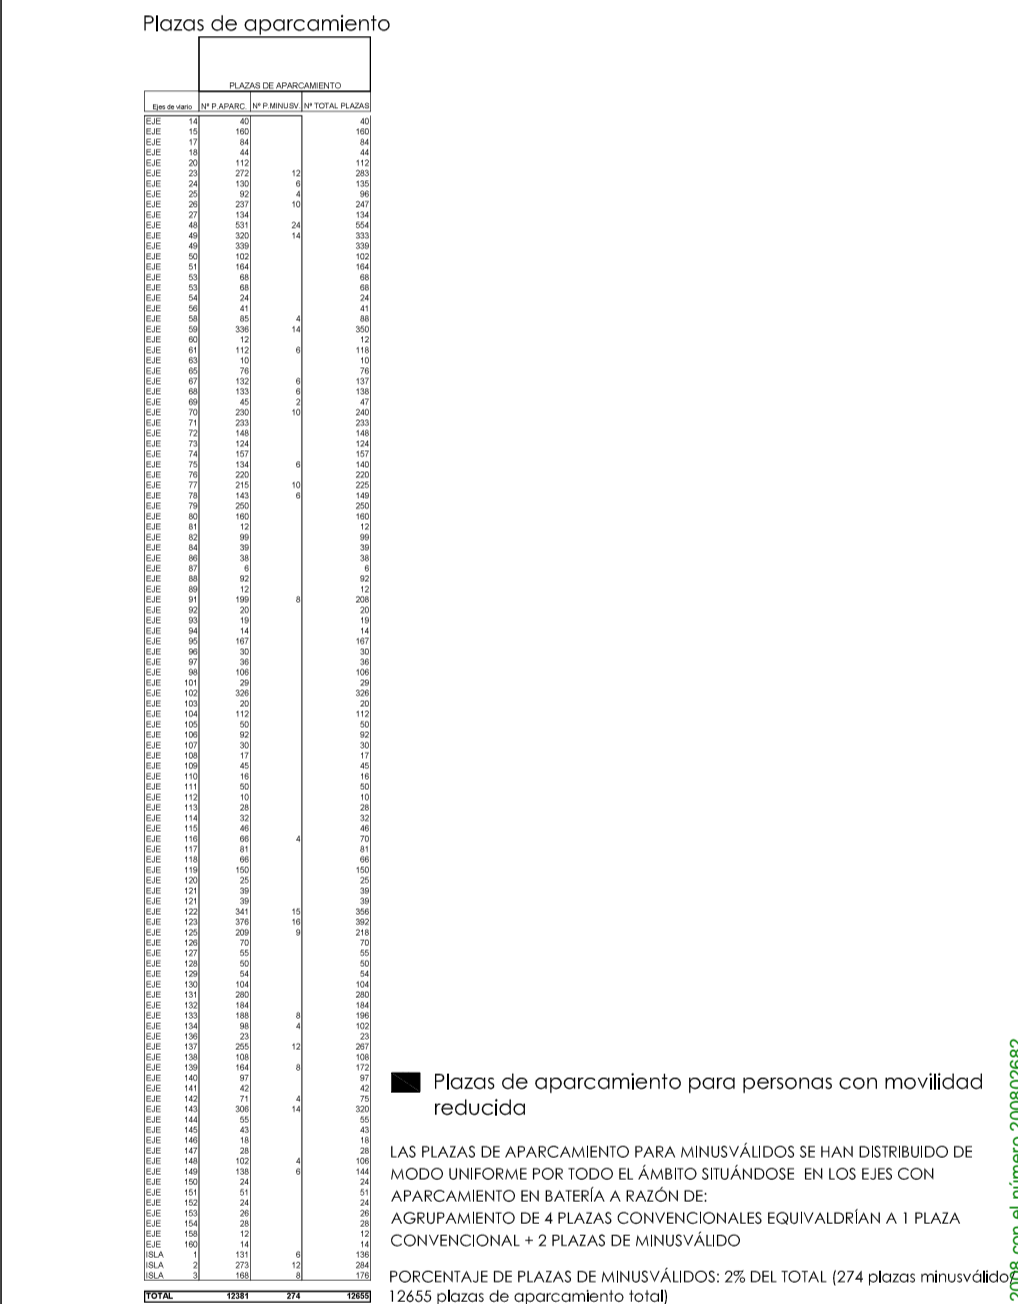 Plazas de aparcamiento
PLAZAS DE APARCAMIENTO
Ejes de viario Nº P.APARC. Nº P.MINUSV. Nº TOTAL PLAZAS
EJE 14 40 40
EJE 15 160 160
EJE 17 84 84
EJE 18 44 44
EJE 20 112 112
EJE 23 272 12 283
EJE 24 130 6 135
EJE 25 92 4 96
EJE 26 237 10 247
EJE 27 134 134
EJE 48 531 24 554
EJE 49 320 14 333
EJE 49 339 339
EJE 50 102 102
EJE 51 164 164
EJE 53 68 68
EJE 53 68 68
EJE 54 24 24
EJE 56 41 41
EJE 58 85 4 88
EJE 59 336 14 350
EJE 60 12 12
EJE 61 112 6 118
EJE 63 10 10
EJE 65 76 76
EJE 67 132 6 137
EJE 68 133 6 138
EJE 69 45 2 47
EJE 70 230 10 240
EJE 71 233 233
EJE 72 148 148
EJE 73 124 124
EJE 74 157 157
EJE 75 134 6 140
EJE 76 220 220
EJE 77 215 10 225
EJE 78 143 6 149
EJE 79 250 250
EJE 80 160 160
EJE 81 12 12
EJE 82 99 99
EJE 84 39 39
EJE 86 38 38
EJE 87 6 6
EJE 88 92 92
EJE 89 12 12
EJE 91 199 8 208
EJE 92 20 20
EJE 93 19 19
EJE 94 14 14
EJE 95 167 167
EJE 96 30 30
EJE 97 36 36
EJE 98 106 106
EJE 101 29 29
EJE 102 326 326
EJE 103 20 20
EJE 104 112 112
EJE 105 50 50
EJE 106 92 92
EJE 107 30 30
EJE 108 17 17
EJE 109 45 45
EJE 110 16 16
EJE 111 50 50
EJE 112 10 10
EJE 113 28 28
EJE 114 32 32
EJE 115 46 46
EJE 116 66 4 70
EJE 117 81 81
EJE 118 66 66
EJE 119 150 150
EJE 120 25 25
EJE 121 39 39
EJE 121 39 39
EJE 122 341 15 356
EJE 123 376 16 392
EJE 125 209 9 218
EJE 126 70 70
EJE 127 55 55
EJE 128 50 50
EJE 129 54 54
EJE 130 104 104
EJE 131 280 280
EJE 132 184 184
EJE 133 188 8 196
EJE 134 98 4 102
EJE 136 23 23
EJE 137 255 12 267
EJE 138 108 108
EJE 139 164 8 172
EJE 140 97 97
EJE 141 42 42
EJE 142 71 4 75
EJE 143 306 14 320
EJE 144 55 55
EJE 145 43 43
EJE 146 18 18
EJE 147 28 28
EJE 148 102 4 106
EJE 149 138 6 144
EJE 150 24 24
EJE 151 51 51
EJE 152 24 24
EJE 153 26 26
EJE 154 28 28
EJE 158 12 12
EJE 160 14 14
ISLA 1 131 6 136
ISLA 2 273 12 284
ISLA 3 168 8 176
TOTAL 12381 274 12655
Plazas de aparcamiento para personas con movilidad
reducida
LAS PLAZAS DE APARCAMIENTO PARA MINUSVÁLIDOS SE HAN DISTRIBUIDO DE
MODO UNIFORME POR TODO EL ÁMBITO SITUÁNDOSE EN LOS EJES CON
APARCAMIENTO EN BATERÍA A RAZÓN DE:
AGRUPAMIENTO DE 4 PLAZAS CONVENCIONALES EQUIVALDRÍAN A 1 PLAZA
CONVENCIONAL + 2 PLAZAS DE MINUSVÁLIDO
PORCENTAJE DE PLAZAS DE MINUSVÁLIDOS: 2% DEL TOTAL (274 plazas minusválido
12655 plazas de aparcamiento total)
2008 con el número 200802682